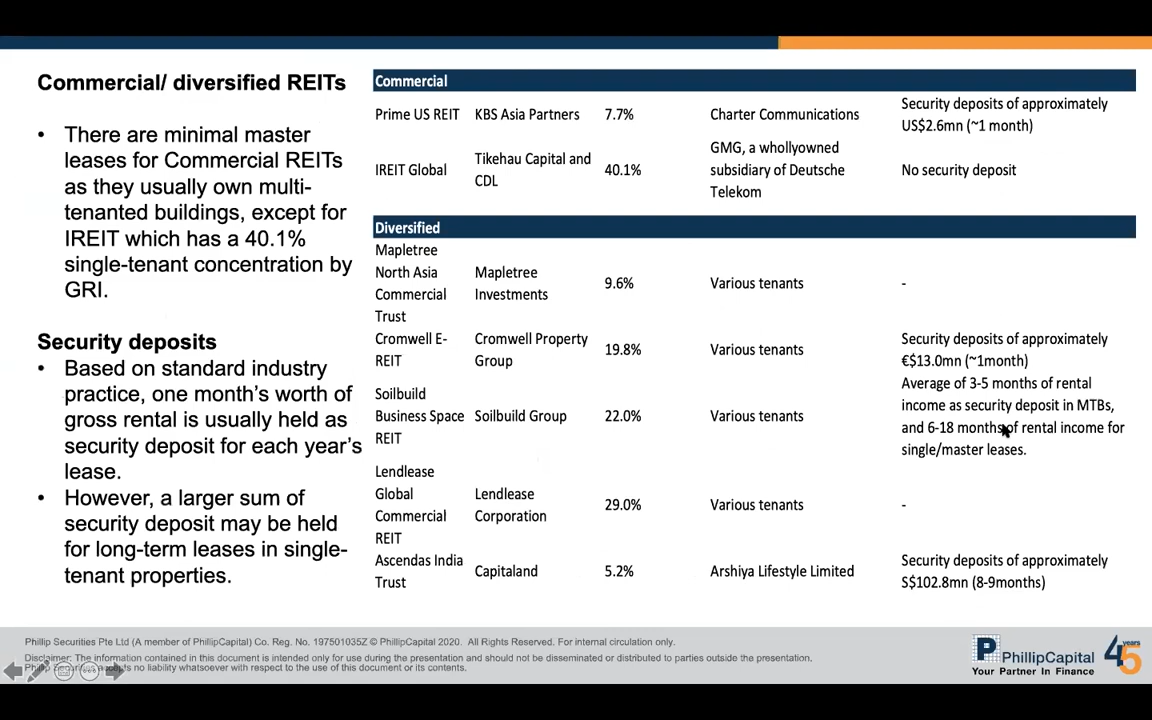 Commercial/ diversified REITs
• There are minimal master
leases for Commercial REITs
as they usually own multi-
tenanted buildings, except for
IREIT which has a 40.1%
single-tenant concentration by
GRI.
Security deposits
• Based on standard industry
practice, one month's worth of
gross rental is usually held as
security deposit for each year's
lease.
• However, a larger sum of
security deposit may be held
for long-term leases in single-
tenant properties.
Commercial
Prime US REIT KBS Asia Partners 7.7% Charter Communications Security deposits of approximately
US$2.6mn (~1 month)
IREIT Global Tikehau Capital and
CDL 40.1% GMG, a whollyowned
subsidiary of Deutsche
Telekom No security deposit
Diversified
Mapletree
North Asia
Commercial
Trust Mapletree
Investments 9.6% Various tenants -
Cromwell E-
REIT Cromwell Property
Group 19.8% Various tenants Security deposits of approximately
€$13.0mn (~1month)
Soilbuild
Business Space
REIT Soilbuild Group 22.0% Various tenants Average of 3-5 months of rental
income as security deposit in MTBs,
and 6-18 months of rental income for
single/master leases.
Lendlease
Global
Commercial
REIT Lendlease
Corporation 29.0% Various tenants -
Ascendas India
Trust Capitaland 5.2% Arshiya Lifestyle Limited Security deposits of approximately
S$102.8mn (8-9months)
Phillip Securities Pte Ltd (A member of PhillipCapital) Co. Reg. No. 197501035Z © PhillipCapital 2020. All Rights Reserved. For internal circulation only.
Disclaimer: The information contained in this document is intended only for use during the presentation and should not be disseminated or distributed to parties outside the presentation.
Phillip Securities accepts no liability whatsoever with respect to the use of this document or its contents.
P PhillipCapital
Your Partner In Finance
45 years